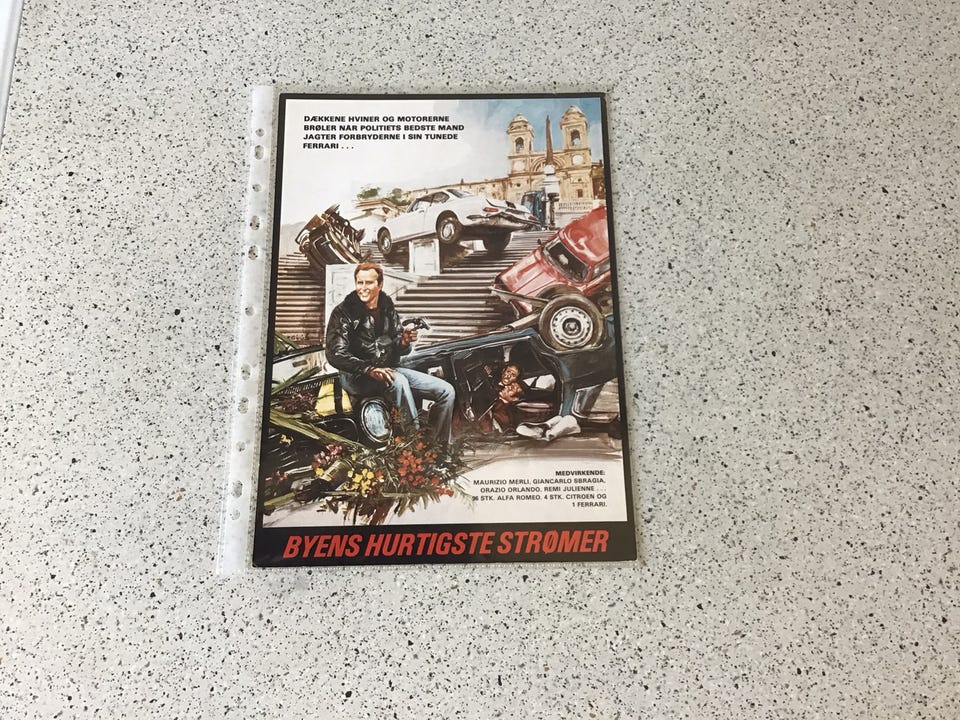 DÆKKENE HVINER OG MOTORERNE
BRØLER NÅR POLITIETS BEDSTE MAND
JAGTER FORBRYDERNE I SIN TUNEDE
FERRARI . . .
MEDVIRKENDE:
MAURIZIO MERLI, GIANCARLO SBRAGIA,
ORAZIO ORLANDO, REMI JULIENNE . . .
STK. ALFA ROMEO. 4 STK. CITROEN OG
1 FERRARI.
BYENS HURTIGSTE STRØMER